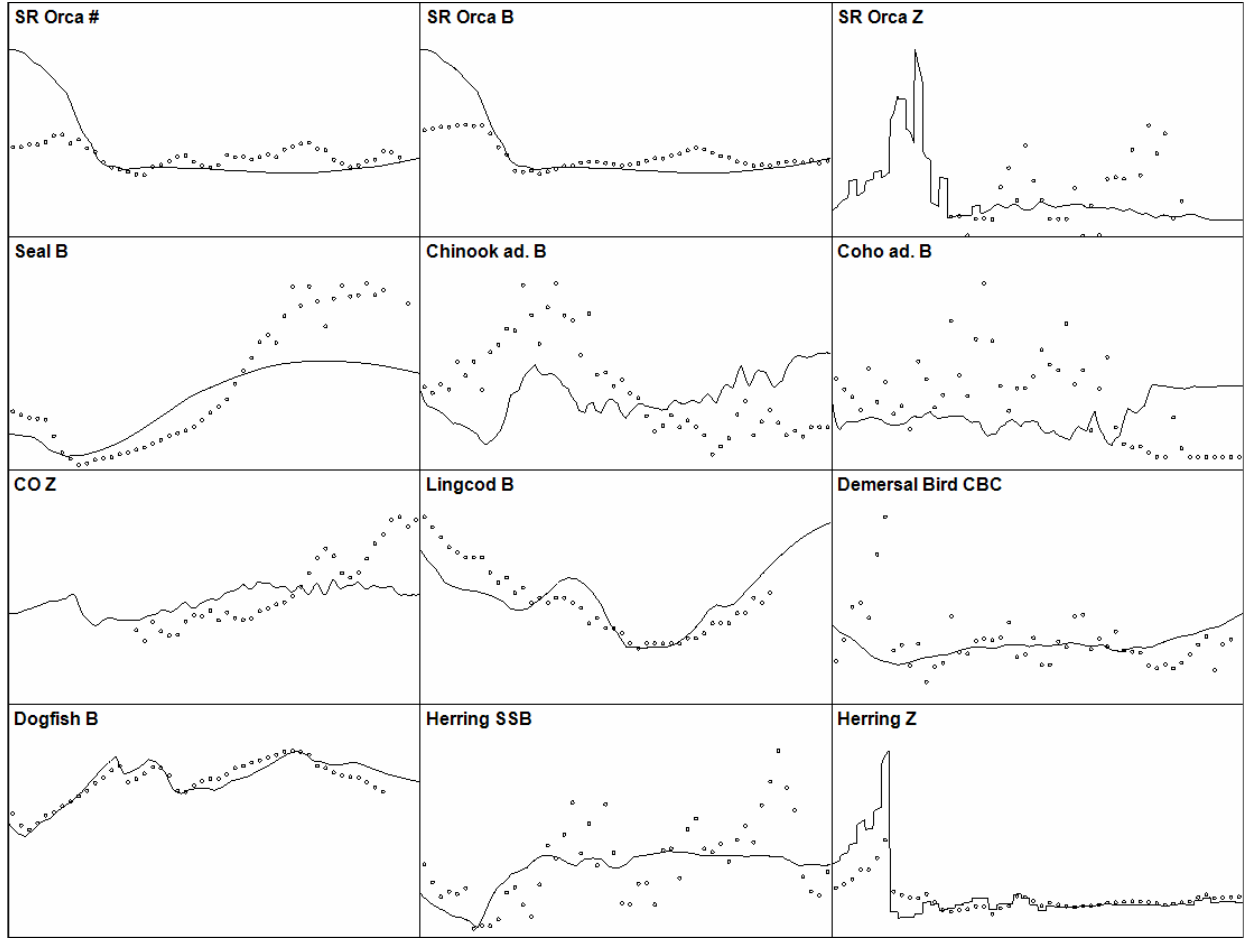 SR Orca #
SR Orca B
SR Orca Z
Seal B
Chinook ad. B
Coho ad. B
CO Z
Lingcod B
Demersal Bird CBC
Dogfish B
Herring SSB
Herring Z